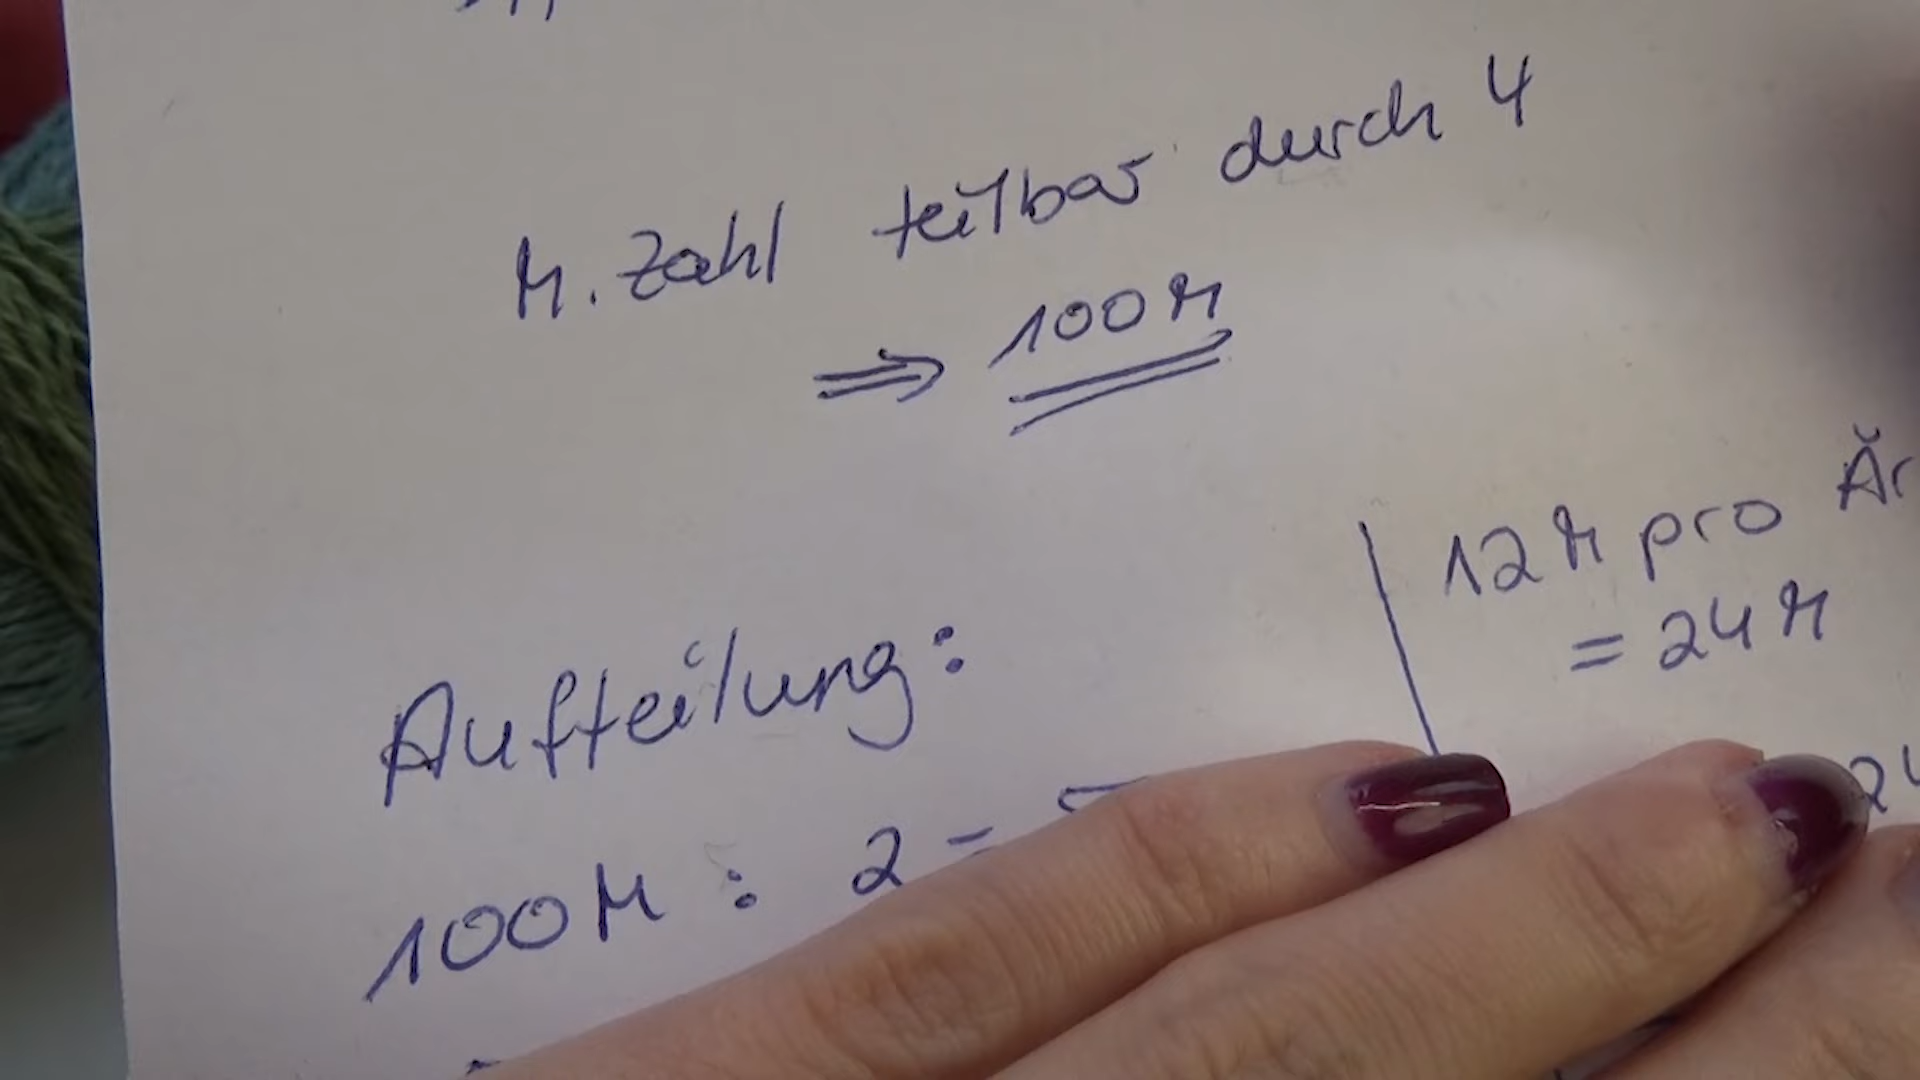 M. Zahl teilbar durch 4
⇒ 100 M
12 M pro
= 24 M
Aufteilung:
100 M : 2 =